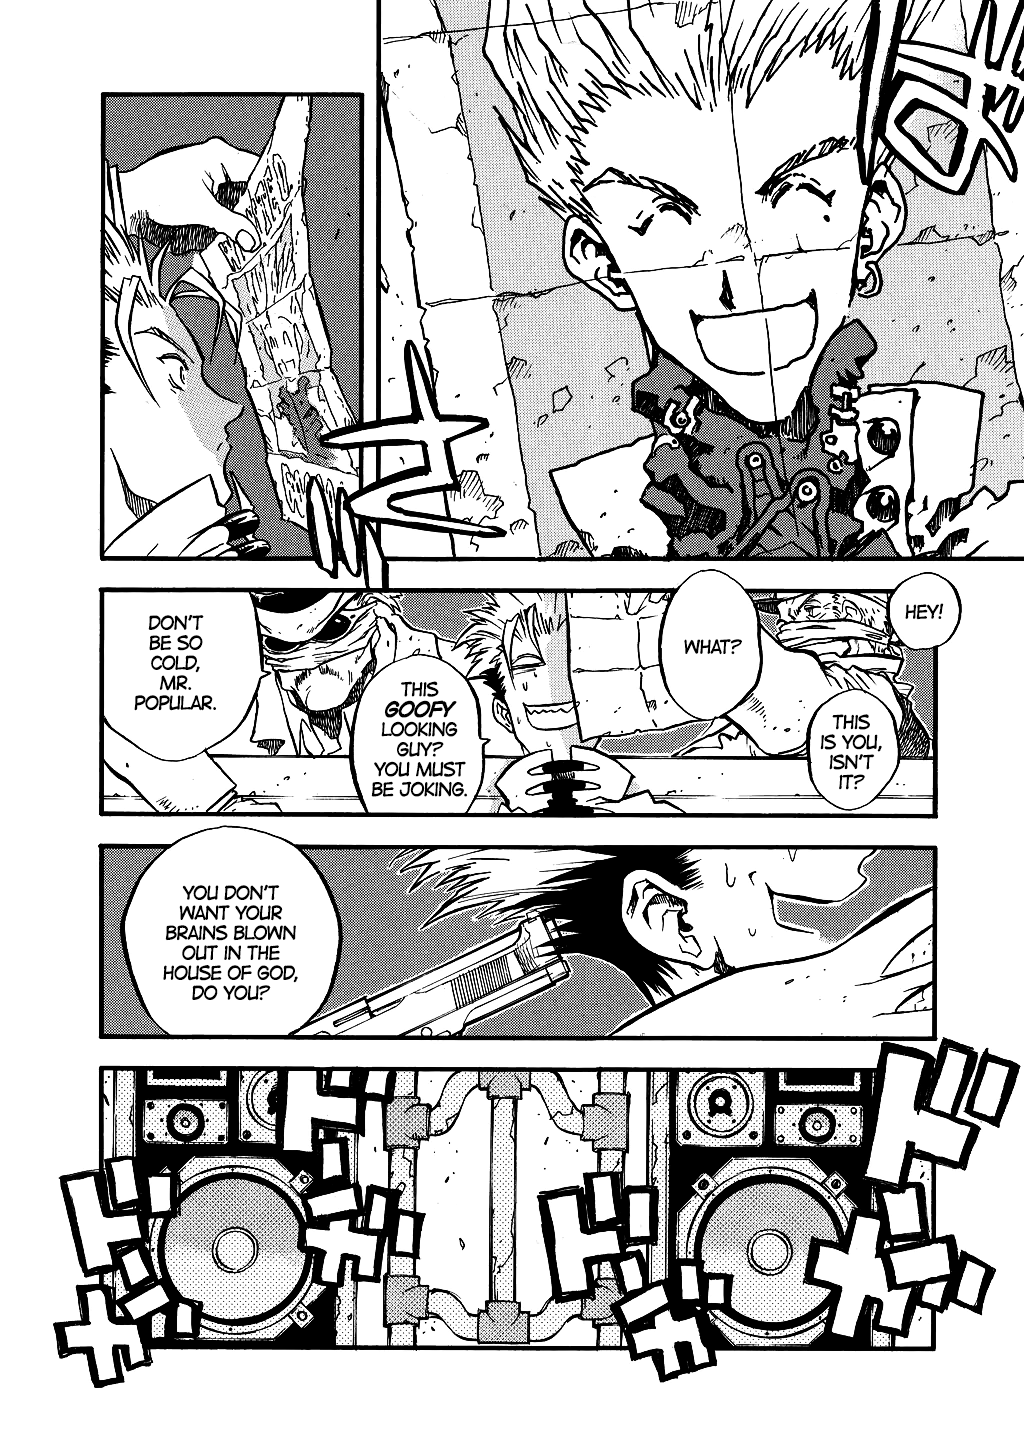 HEY!
THIS
IS YOU,
ISN'T
IT?
WHAT?
THIS
GOOFY
LOOKING
GUY?
YOU MUST
BE JOKING.
DON'T
BE SO
COLD,
MR.
POPULAR.
YOU DON'T
WANT YOUR
BRAINS BLOWN
OUT IN THE
HOUSE OF GOD,
DO YOU?